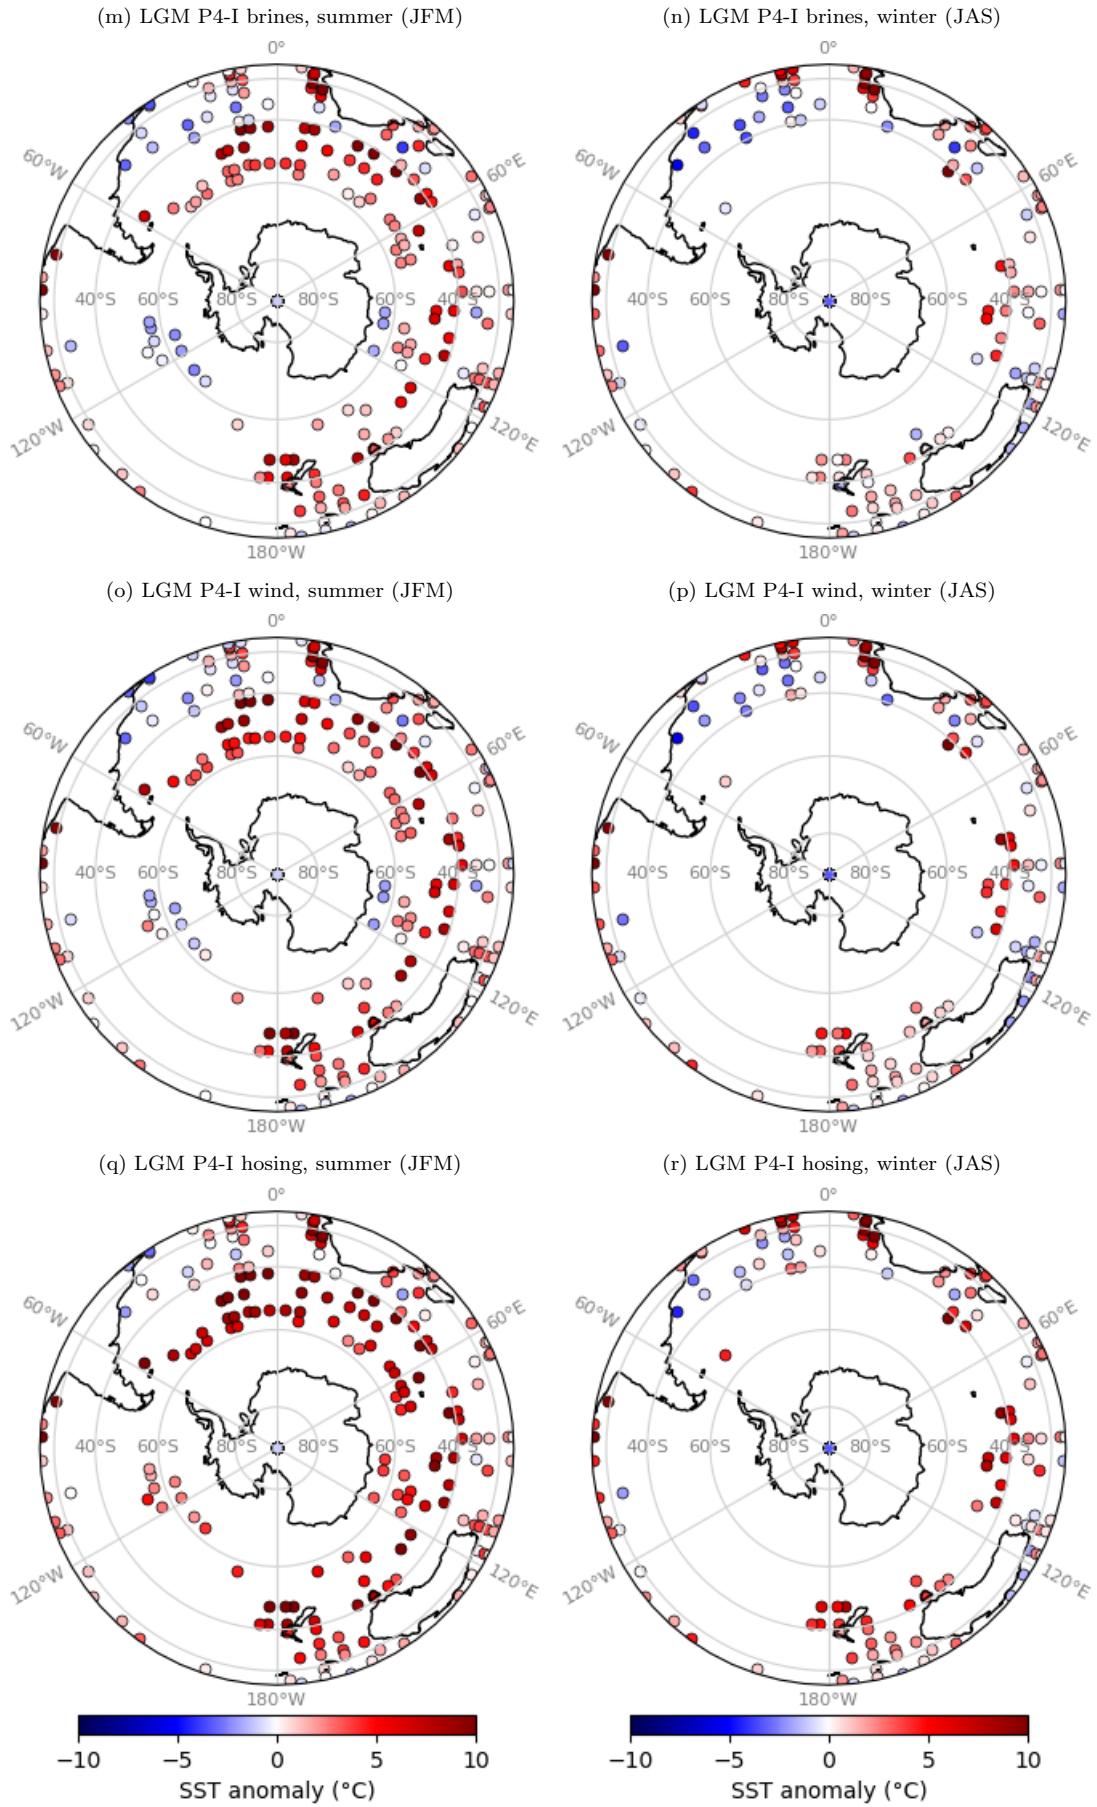 (m) LGM P4-I brines, summer (JFM)
(n) LGM P4-I brines, winter (JAS)
0°
0°
60°W
60°E
60°W
60°E
40°S 60°S 80°S 80°S 60°S 40°S
40°S 60°S 80°S 80°S 60°S 40°S
120°W
120°E
120°W
120°E
180°W
180°W
(o) LGM P4-I wind, summer (JFM)
(p) LGM P4-I wind, winter (JAS)
0°
0°
60°W
60°E
60°W
60°E
40°S 60°S 80°S 80°S 60°S 40°S
40°S 60°S 80°S 80°S 60°S 40°S
120°W
120°E
120°W
120°E
180°W
180°W
(q) LGM P4-I hosing, summer (JFM)
(r) LGM P4-I hosing, winter (JAS)
0°
0°
60°W
60°E
60°W
60°E
40°S 60°S 80°S 80°S 60°S 40°S
40°S 60°S 80°S 80°S 60°S 40°S
120°W
120°E
120°W
120°E
180°W
180°W
−10 −5 0 5 10
SST anomaly (°C)
−10 −5 0 5 10
SST anomaly (°C)